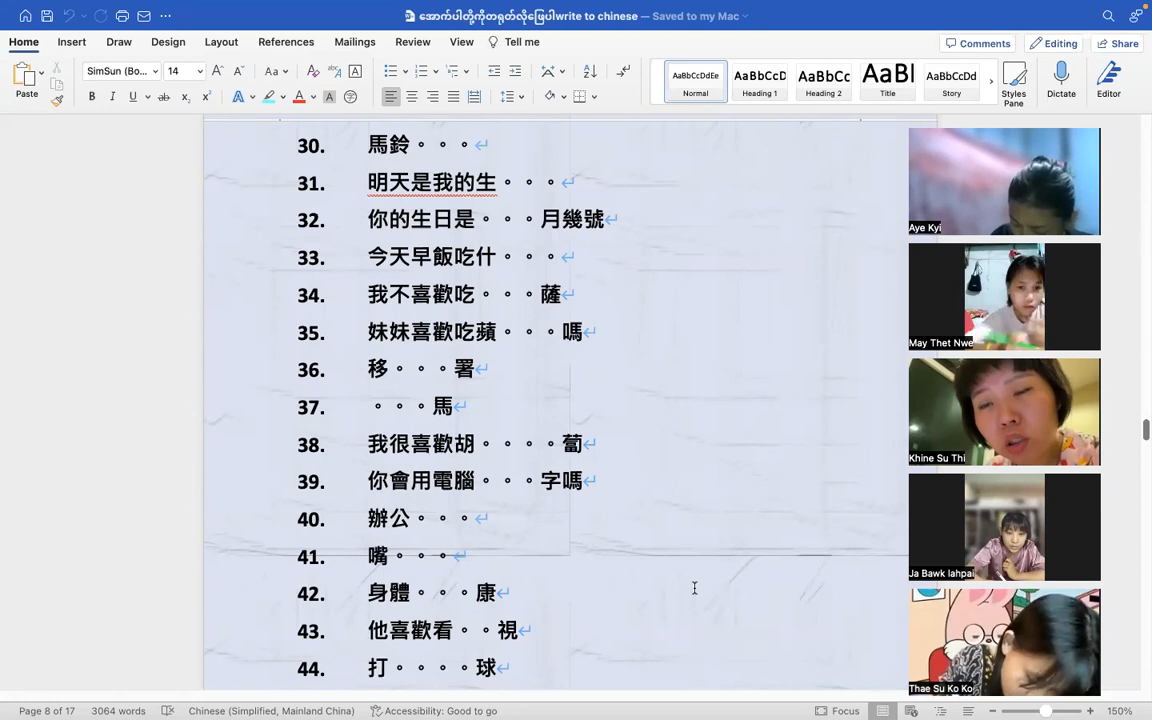 အောက်ပါတို့ကိုတရုတ်လိုဖြေပါwrite to chinese — Saved to my Mac
Home Insert Draw Design Layout References Mailings Review View Tell me Comments Editing Share
Paste SimSun (Bo... 14 Aa
AaBbCcDdEe AaBbCcD AaBbCc AaBl AaBbCcDd
Normal Heading 1 Heading 2 Title Story Styles Pane Dictate Editor
30. 馬鈴。。。
31. 明天是我的生。。。
32. 你的生日是。。。月幾號
33. 今天早飯吃什。。。
34. 我不喜歡吃。。。薩
35. 妹妹喜歡吃蘋。。。嗎
36. 移。。。署
37. 。。。馬
38. 我很喜歡胡。。。。蔔
39. 你會用電腦。。。字嗎
40. 辦公。。。
41. 嘴。。。
42. 身體。。。康
43. 他喜歡看。。視
44. 打。。。。球
Aye Kyi
May Thet Nwe
Khine Su Thi
Ja Bawk lahpai
Thae Su Ko Ko
Page 8 of 17 3064 words Chinese (Simplified, Mainland China) Accessibility: Good to go Focus 150%